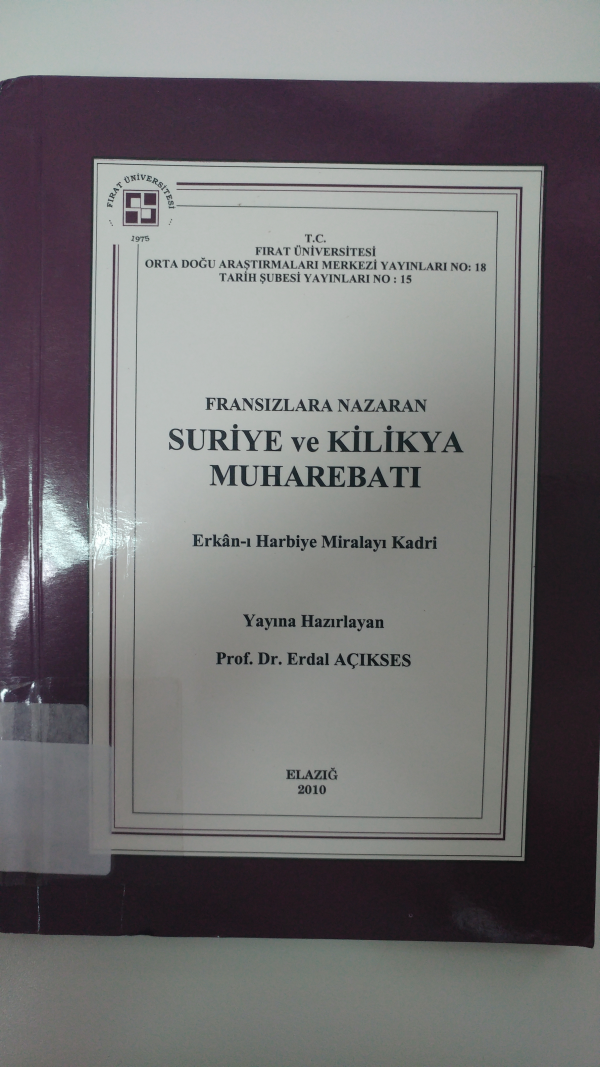 FIRAT ÜNİVERSİTESİ
1975
T.C.
FIRAT ÜNİVERSİTESİ
ORTA DOĞU ARAŞTIRMALARI MERKEZİ YAYINLARI NO: 18
TARİH ŞUBESİ YAYINLARI NO : 15
FRANSIZLARA NAZARAN
SURİYE ve KİLİKYA
MUHAREBATI
Erkân-ı Harbiye Miralayı Kadri
Yayına Hazırlayan
Prof. Dr. Erdal AÇIKSES
ELAZIĞ
2010